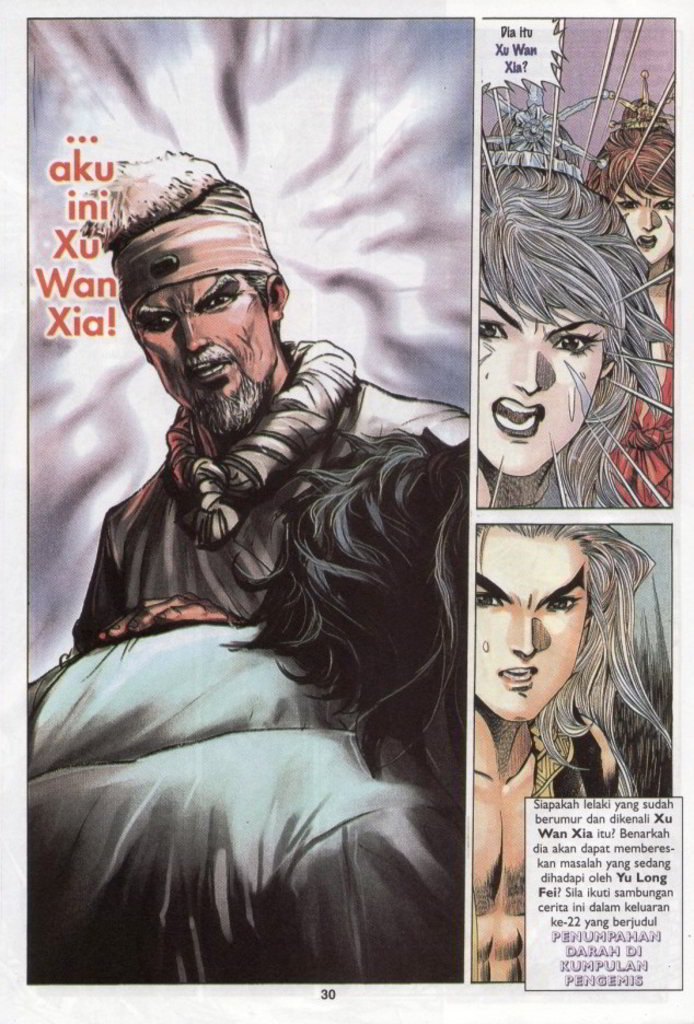 ...
aku
ini
Xu
Wan
Xia!
Dia itu
Xu Wan
Xia?
Siapakah lelaki yang sudah
berumur dan dikenali Xu
Wan Xia itu? Benarkah
dia akan dapat memberes-
kan masalah yang sedang
dihadapi oleh Yu Long
Fei? Sila ikuti sambungan
cerita ini dalam keluaran
ke-22 yang berjudul
PENUMPAHAN
DARAH DI
KUMPULAN
PENGEMIS
30